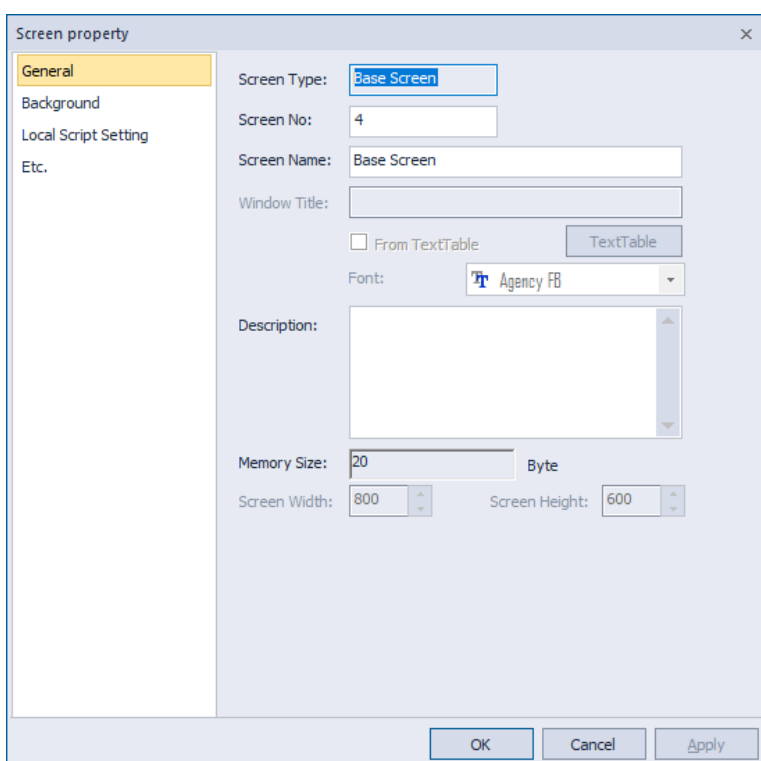 Screen property
General
Background
Local Script Setting
Etc.
Screen Type: Base Screen
Screen No: 4
Screen Name: Base Screen
Window Title:
From TextTable TextTable
Font: Agency FB
Description:
Memory Size: 20 Byte
Screen Width: 800 Screen Height: 600
OK Cancel Apply